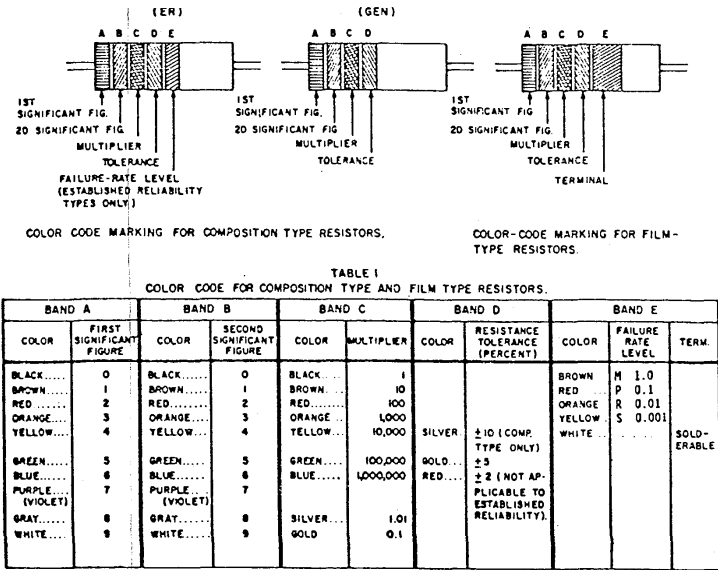 (ER)
(GEN)
A B C D E
A B C D
A B C D E
1ST
SIGNIFICANT FIG.
2D SIGNIFICANT FIG.
MULTIPLIER
TOLERANCE
FAILURE-RATE LEVEL
(ESTABLISHED RELIABILITY
TYPES ONLY)
1ST
SIGNIFICANT FIG.
2D SIGNIFICANT FIG
MULTIPLIER
TOLERANCE
1ST
SIGNIFICANT FIG.
2D SIGNIFICANT FIG.
MULTIPLIER
TOLERANCE
TERMINAL
COLOR CODE MARKING FOR COMPOSITION TYPE RESISTORS.
COLOR-CODE MARKING FOR FILM-
TYPE RESISTORS.
TABLE I
COLOR CODE FOR COMPOSITION TYPE AND FILM TYPE RESISTORS.
BAND A BAND B BAND C BAND D BAND E
COLOR FIRST SIGNIFICANT FIGURE COLOR SECOND SIGNIFICANT FIGURE COLOR MULTIPLIER COLOR RESISTANCE TOLERANCE (PERCENT) COLOR FAILURE RATE LEVEL TERM.
BLACK..... 0 BLACK..... 0 BLACK.... 1 BROWN M 1.0
BROWN.... 1 BROWN.... 1 BROWN. 10 RED ... P 0.1
RED ...... 2 RED........ 2 RED....... 100 ORANGE R 0.01
ORANGE... 3 ORANGE.... 3 ORANGE . 1,000 YELLOW . S 0.001
YELLOW.... 4 YELLOW.... 4 YELLOW... 10,000 SILVER. ±10 (COMP. WHITE .. ..... SOLD-
TYPE ONLY) ERABLE
GREEN..... 5 GREEN..... 5 GREEN.... 100,000 GOLD... ±5
BLUE...... 6 BLUE...... 6 BLUE..... 1,000,000 RED.... ±2 (NOT AP-
PURPLE... 7 PURPLE... 7 PLICABLE TO
(VIOLET) (VIOLET) ESTABLISHED
GRAY...... 8 GRAY...... 8 SILVER.... 1.01 RELIABILITY).
WHITE.... 9 WHITE.... 9 GOLD 0.1